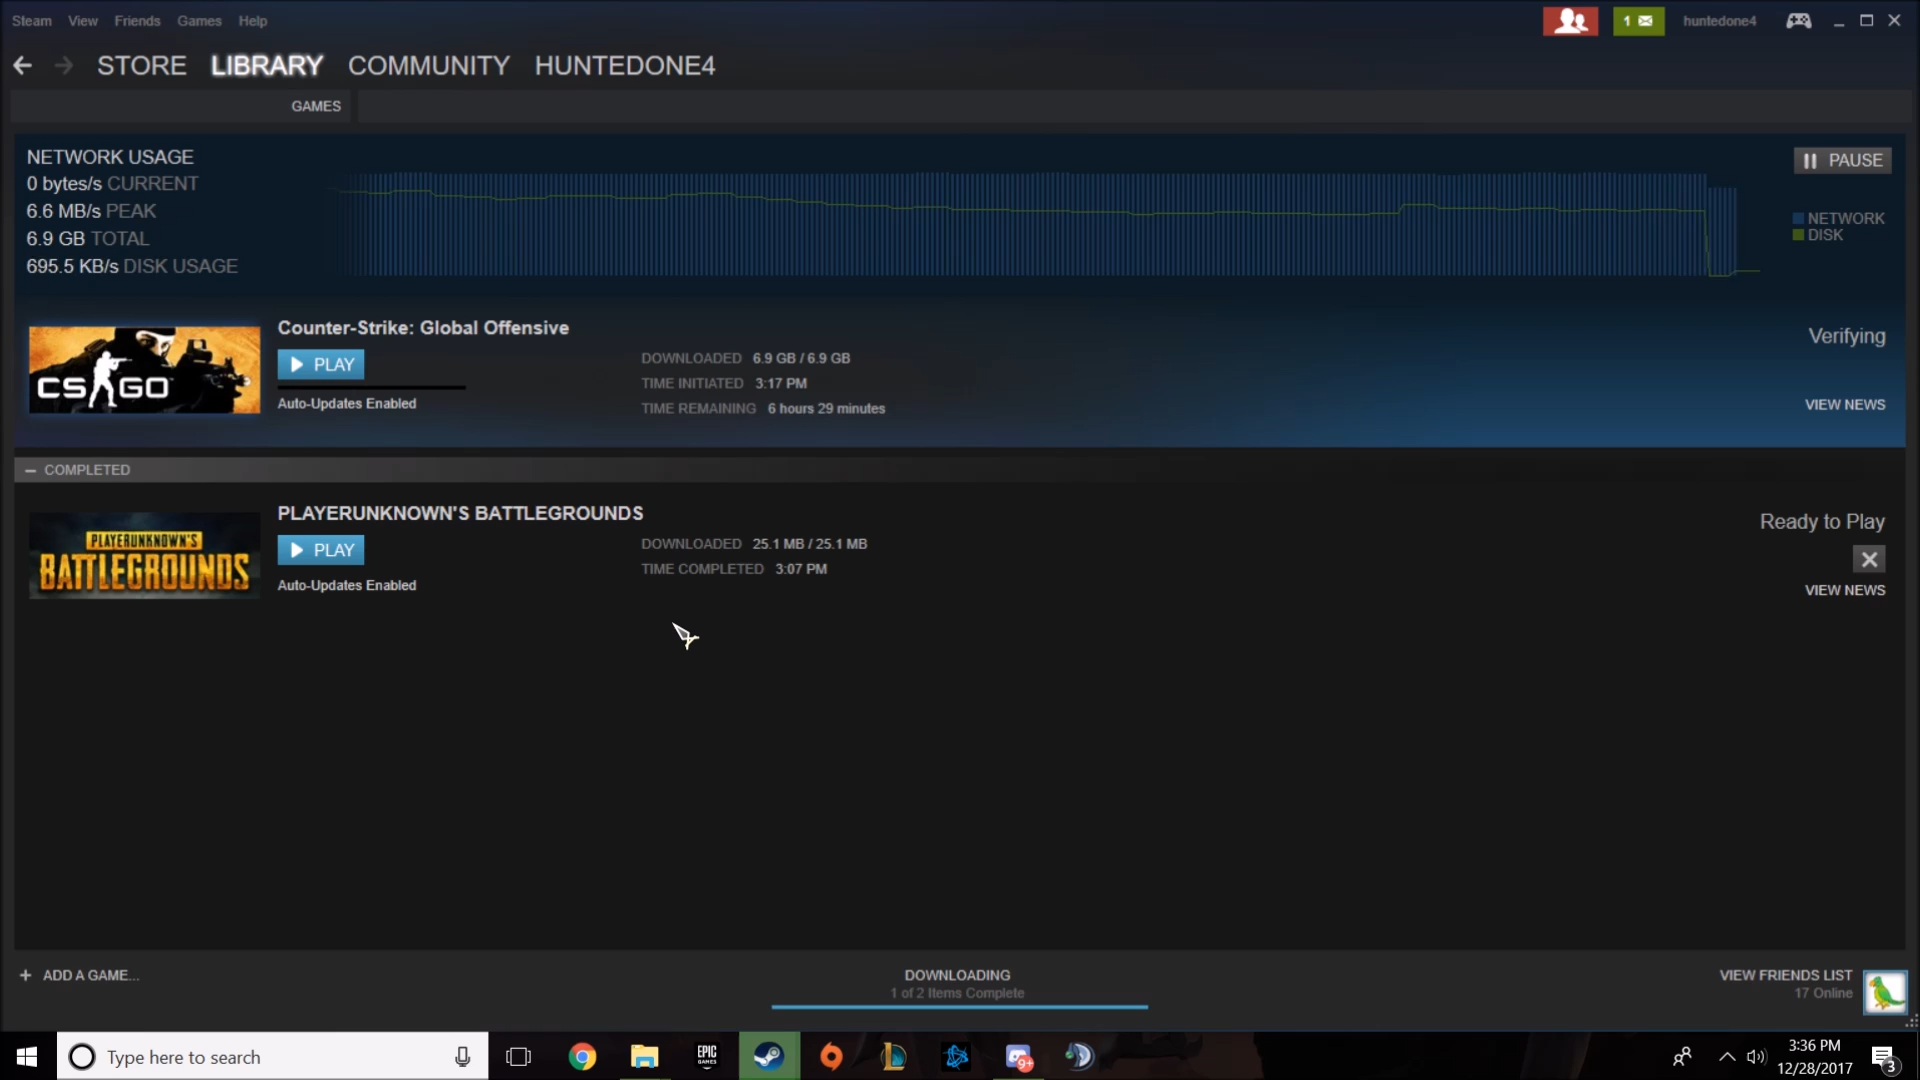 Steam View Friends Games Help
1
huntedone4
STORE LIBRARY COMMUNITY HUNTEDONE4
GAMES
NETWORK USAGE
0 bytes/s CURRENT
6.6 MB/s PEAK
6.9 GB TOTAL
695.5 KB/s DISK USAGE
PAUSE
NETWORK
DISK
CS GO
Counter-Strike: Global Offensive
PLAY
Auto-Updates Enabled
DOWNLOADED 6.9 GB / 6.9 GB
TIME INITIATED 3:17 PM
TIME REMAINING 6 hours 29 minutes
Verifying
VIEW NEWS
COMPLETED
PLAYERUNKNOWN'S
BATTLEGROUNDS
PLAYERUNKNOWN'S BATTLEGROUNDS
PLAY
Auto-Updates Enabled
DOWNLOADED 25.1 MB / 25.1 MB
TIME COMPLETED 3:07 PM
Ready to Play
VIEW NEWS
+ ADD A GAME...
DOWNLOADING
1 of 2 Items Complete
VIEW FRIENDS LIST
17 Online
Type here to search
EPIC
GAMES
9+
3:36 PM
12/28/2017
3